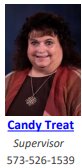 Candy Treat
Supervisor
573-526-1539